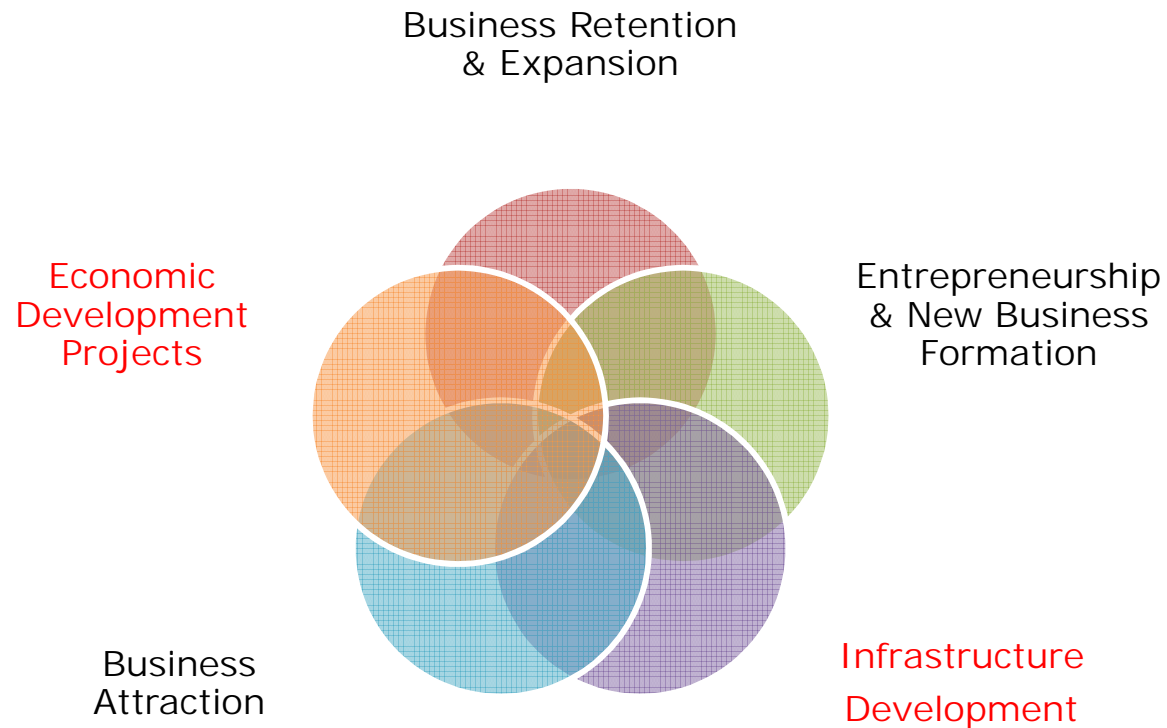 Business Retention
& Expansion
Economic
Development
Projects
Entrepreneurship
& New Business
Formation
Business
Attraction
Infrastructure
Development